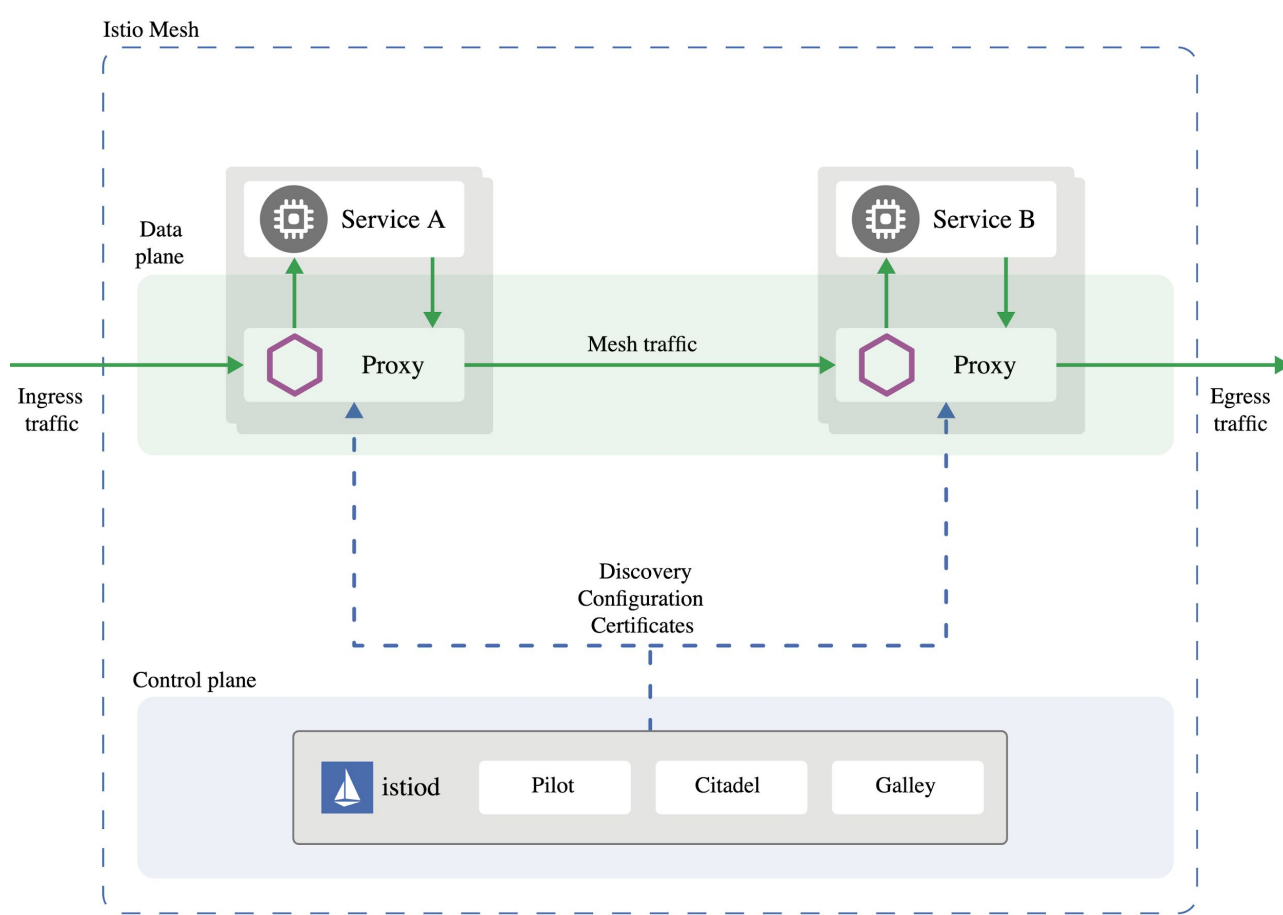 Istio Mesh
Data
plane
Service A
Service B
Proxy
Mesh traffic
Proxy
Ingress
traffic
Egress
traffic
Discovery
Configuration
Certificates
Control plane
istiod
Pilot
Citadel
Galley